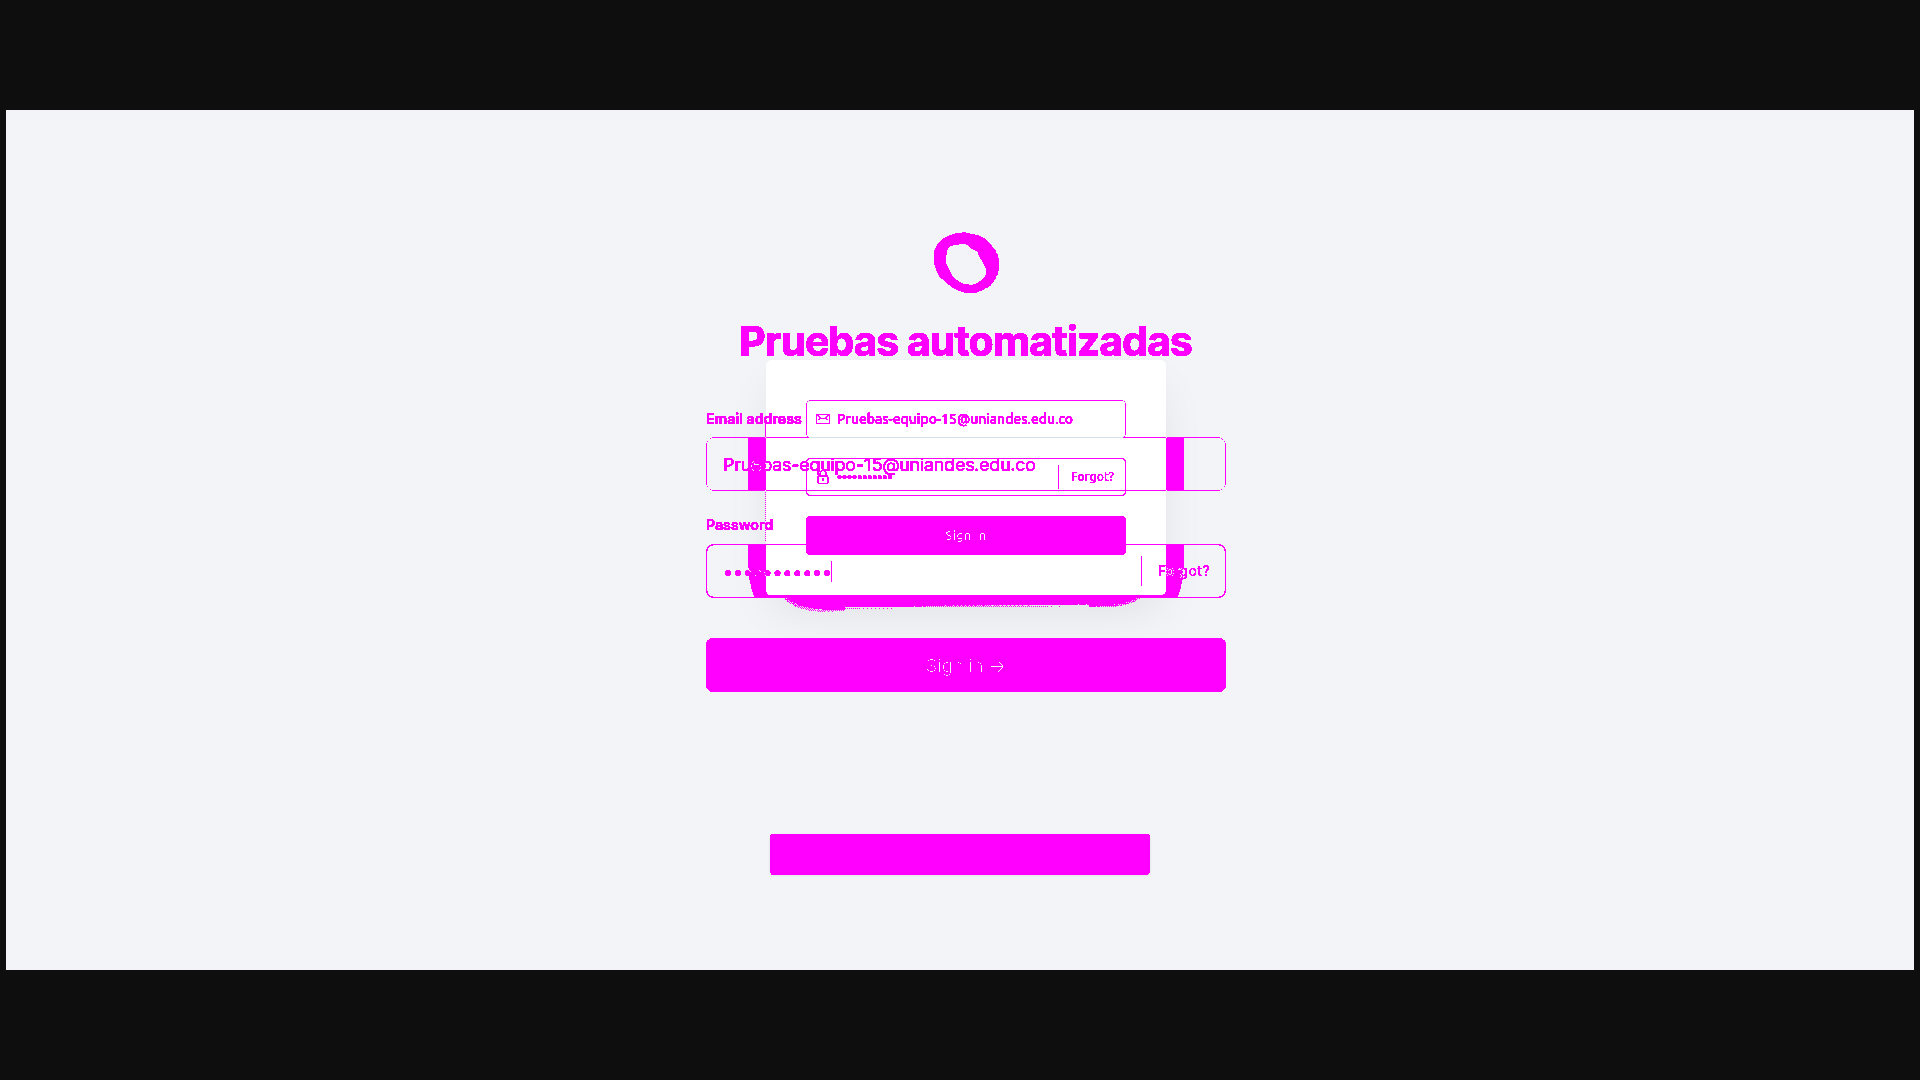 Pruebas automatizadas
Email address
Pruebas-equipo-15@uniandes.edu.co
Pruebas-equipo-15@uniandes.edu.co
Forgot?
Password
Sign in
Forgot?
Sign in →